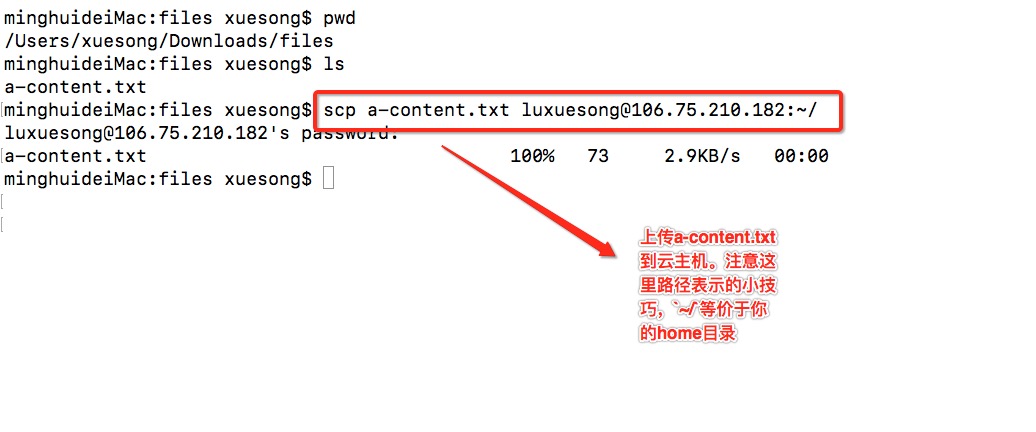 minghuideiMac:files xuesong$ pwd
/Users/xuesong/Downloads/files
minghuideiMac:files xuesong$ ls
a-content.txt
minghuideiMac:files xuesong$ scp a-content.txt luxuesong@106.75.210.182:~/
luxuesong@106.75.210.182's password:
a-content.txt 100% 73 2.9KB/s 00:00
minghuideiMac:files xuesong$
上传a-content.txt
到云主机。注意这
里路径表示的小技
巧，`~/`等价于你
的home目录